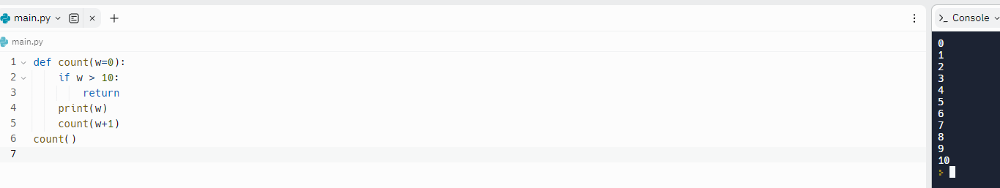 main.py
main.py
1 def count(w=0):
2     if w > 10:
3         return
4     print(w)
5     count(w+1)
6 count()
7
>_ Console
0
1
2
3
4
5
6
7
8
9
10
>